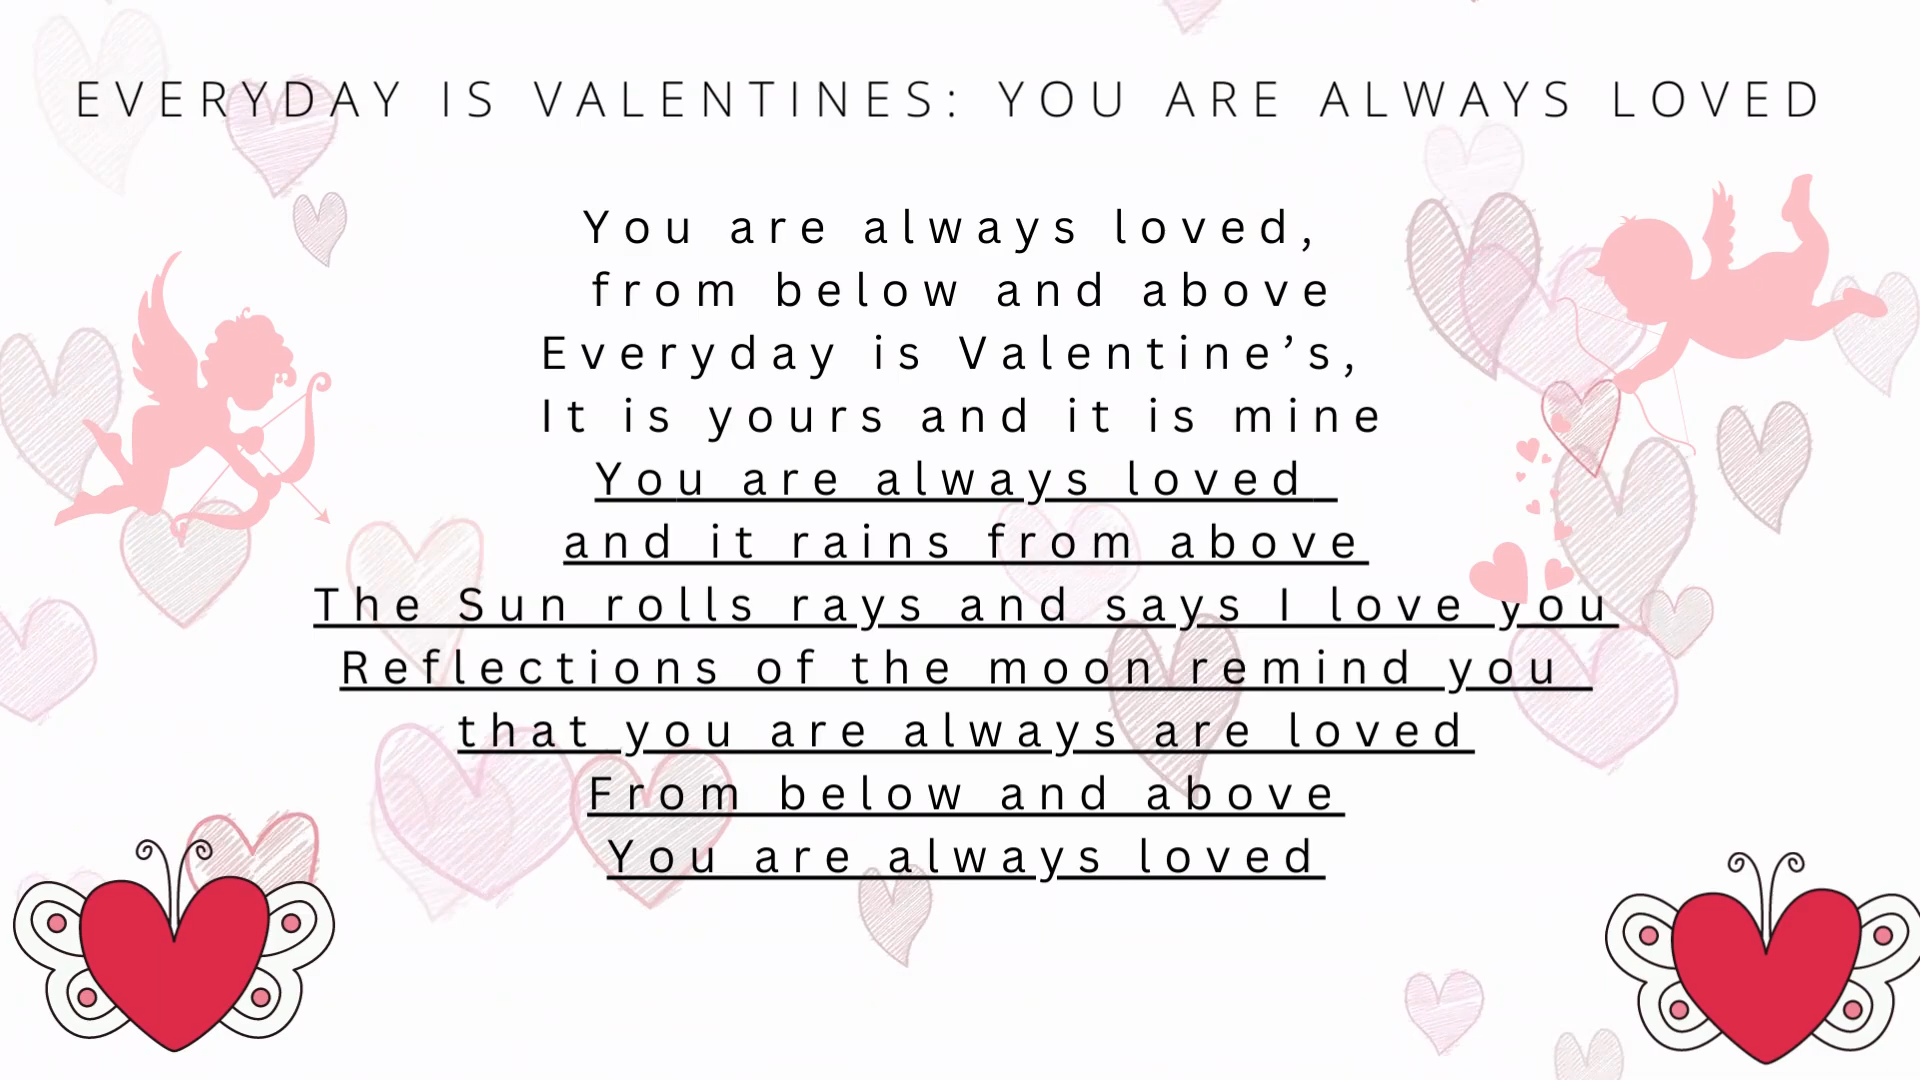 EVERYDAY IS VALENTINES: YOU ARE ALWAYS LOVED
You are always loved,
from below and above
Everyday is Valentine’s,
It is yours and it is mine
You are always loved
and it rains from above
The Sun rolls rays and says I love you
Reflections of the moon remind you
that you are always are loved
From below and above
You are always loved